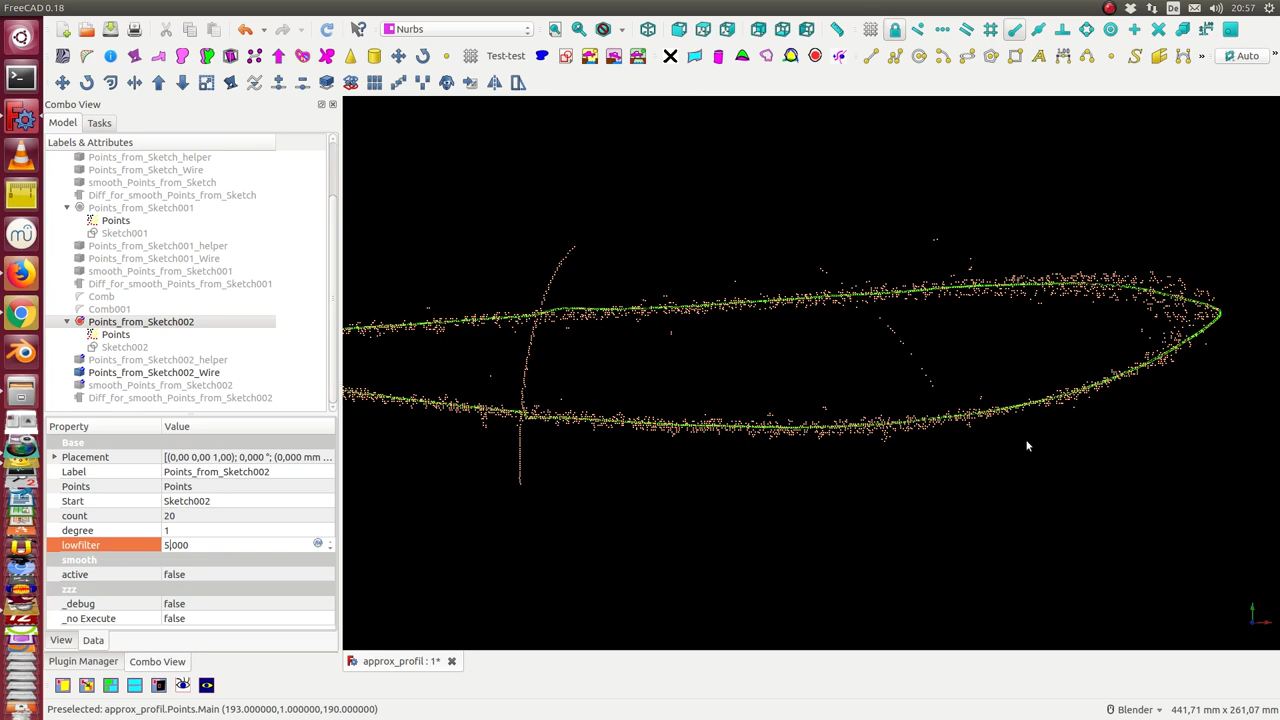 FreeCAD 0.18
De
20:57
Nurbs
Test-test
Auto
Combo View
Model
Tasks
Labels & Attributes
Points_from_Sketch_helper
Points_from_Sketch_Wire
smooth_Points_from_Sketch
Diff_for_smooth_Points_from_Sketch
Points_from_Sketch001
Points
Sketch001
Points_from_Sketch001_helper
Points_from_Sketch001_Wire
smooth_Points_from_Sketch001
Diff_for_smooth_Points_from_Sketch001
Comb
Comb001
Points_from_Sketch002
Points
Sketch002
Points_from_Sketch002_helper
Points_from_Sketch002_Wire
smooth_Points_from_Sketch002
Diff_for_smooth_Points_from_Sketch002
Property Value
Base
Placement [(0,00 0,00 1,00); 0,000 °; (0,000 mm ...
Label Points_from_Sketch002
Points Points
Start Sketch002
count 20
degree 1
lowfilter 5,000
smooth
active false
zzz
_debug false
_no Execute false
View Data
Plugin Manager Combo View
approx_profil : 1*
Preselected: approx_profil.Points.Main (193.000000,1.000000,190.000000)
Blender
441,71 mm x 261,07 mm